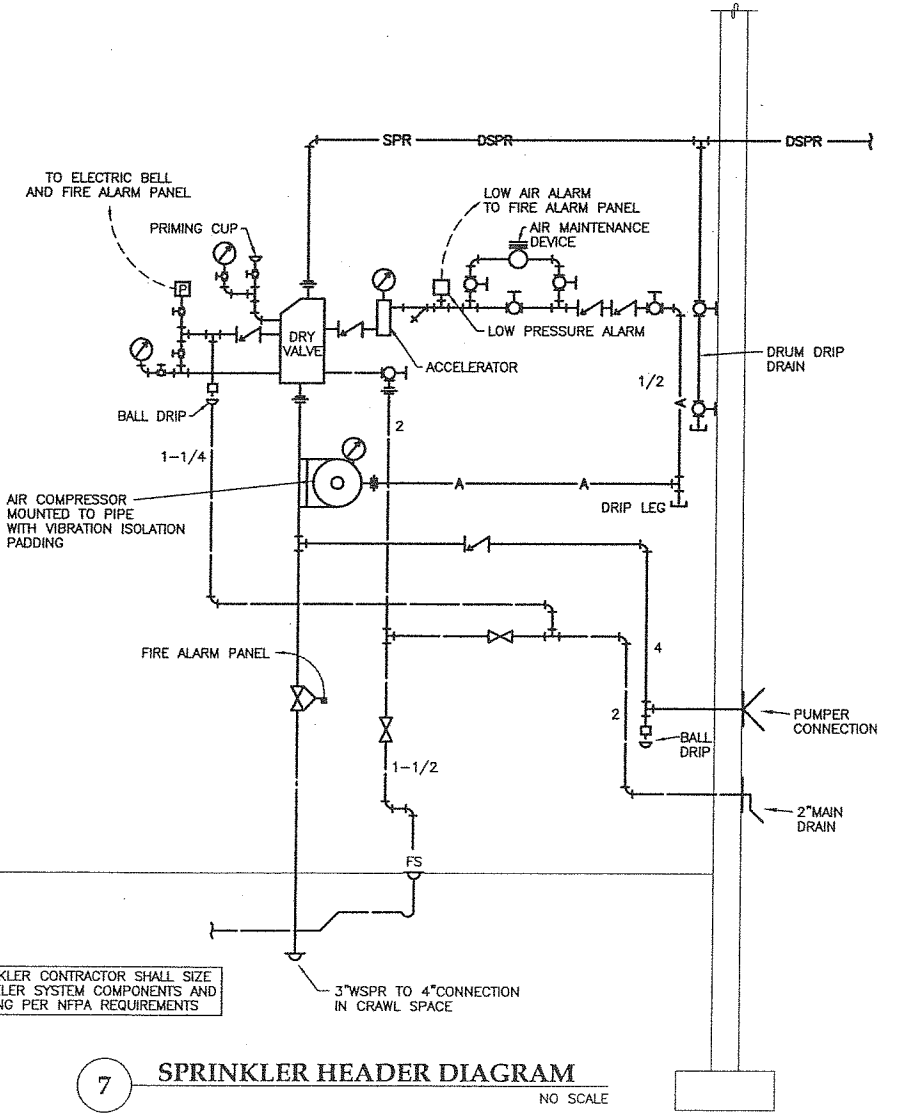 SPR
DSPR
DSPR
TO ELECTRIC BELL
AND FIRE ALARM PANEL
LOW AIR ALARM
TO FIRE ALARM PANEL
PRIMING CUP
AIR MAINTENANCE
DEVICE
P
LOW PRESSURE ALARM
DRY
VALVE
ACCELERATOR
DRUM DRIP
DRAIN
1/2
A
BALL DRIP
2
1-1/4
A
A
AIR COMPRESSOR
MOUNTED TO PIPE
WITH VIBRATION ISOLATION
PADDING
DRIP LEG
FIRE ALARM PANEL
4
2
PUMPER
CONNECTION
BALL
DRIP
1-1/2
2"MAIN
DRAIN
FS
KLER CONTRACTOR SHALL SIZE
LER SYSTEM COMPONENTS AND
NG PER NFPA REQUIREMENTS
3"WSPR TO 4"CONNECTION
IN CRAWL SPACE
7
SPRINKLER HEADER DIAGRAM
NO SCALE